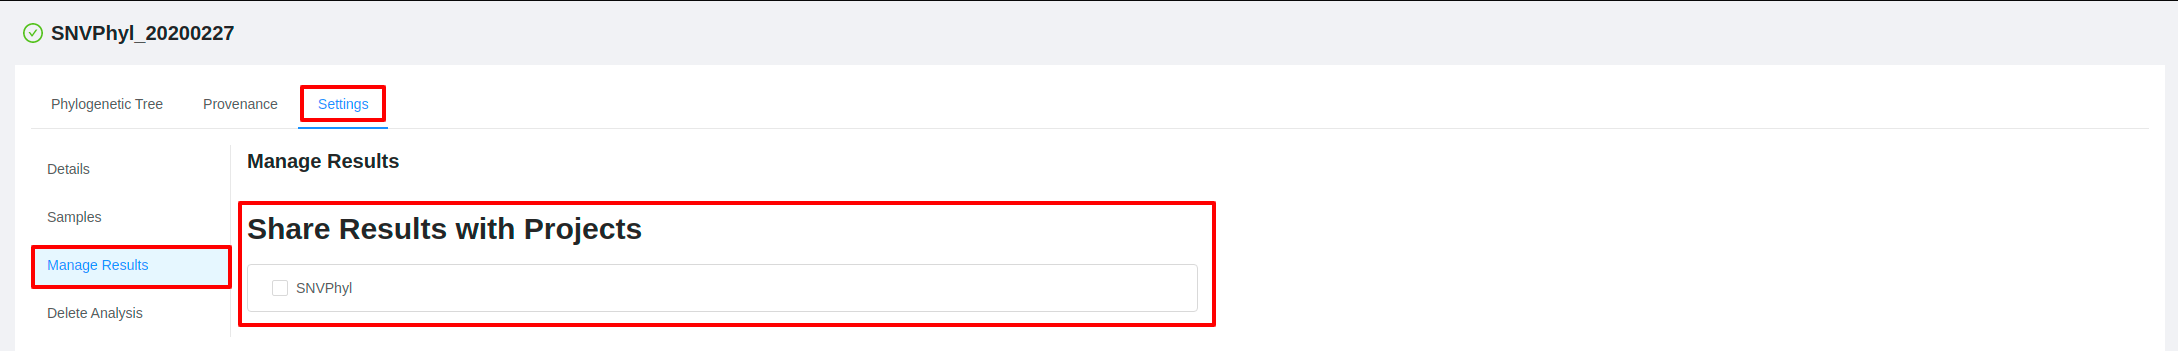 SNVPhyl_20200227
Phylogenetic Tree Provenance Settings
Details
Samples
Manage Results
Delete Analysis
Manage Results
Share Results with Projects
SNVPhyl